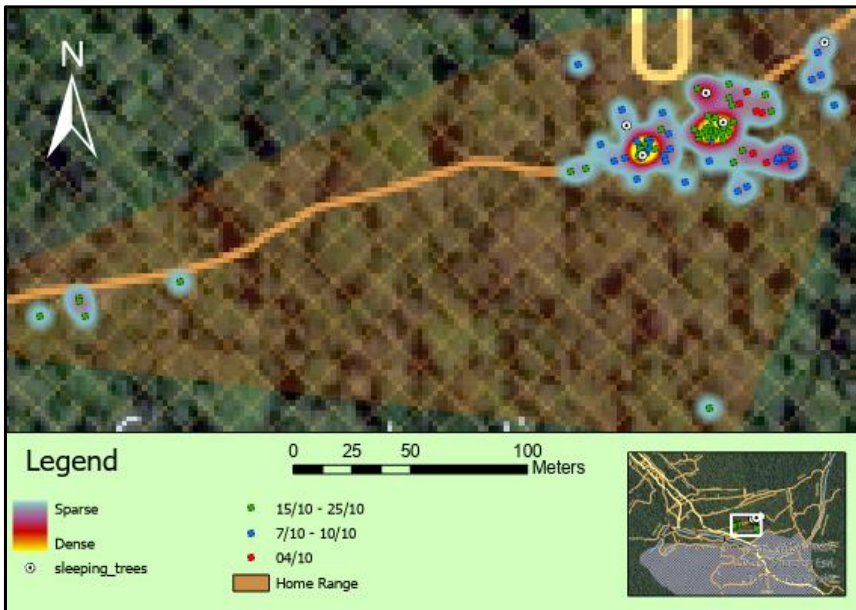 N
Legend
Sparse
Dense
sleeping_trees
15/10 - 25/10
7/10 - 10/10
04/10
Home Range
0 25 50 100
Meters
Esri,